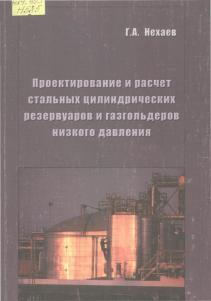 Г.А. Нехаев
Проектирование и расчет
стальных цилиндрических
резервуаров и газгольдеров
низкого давления